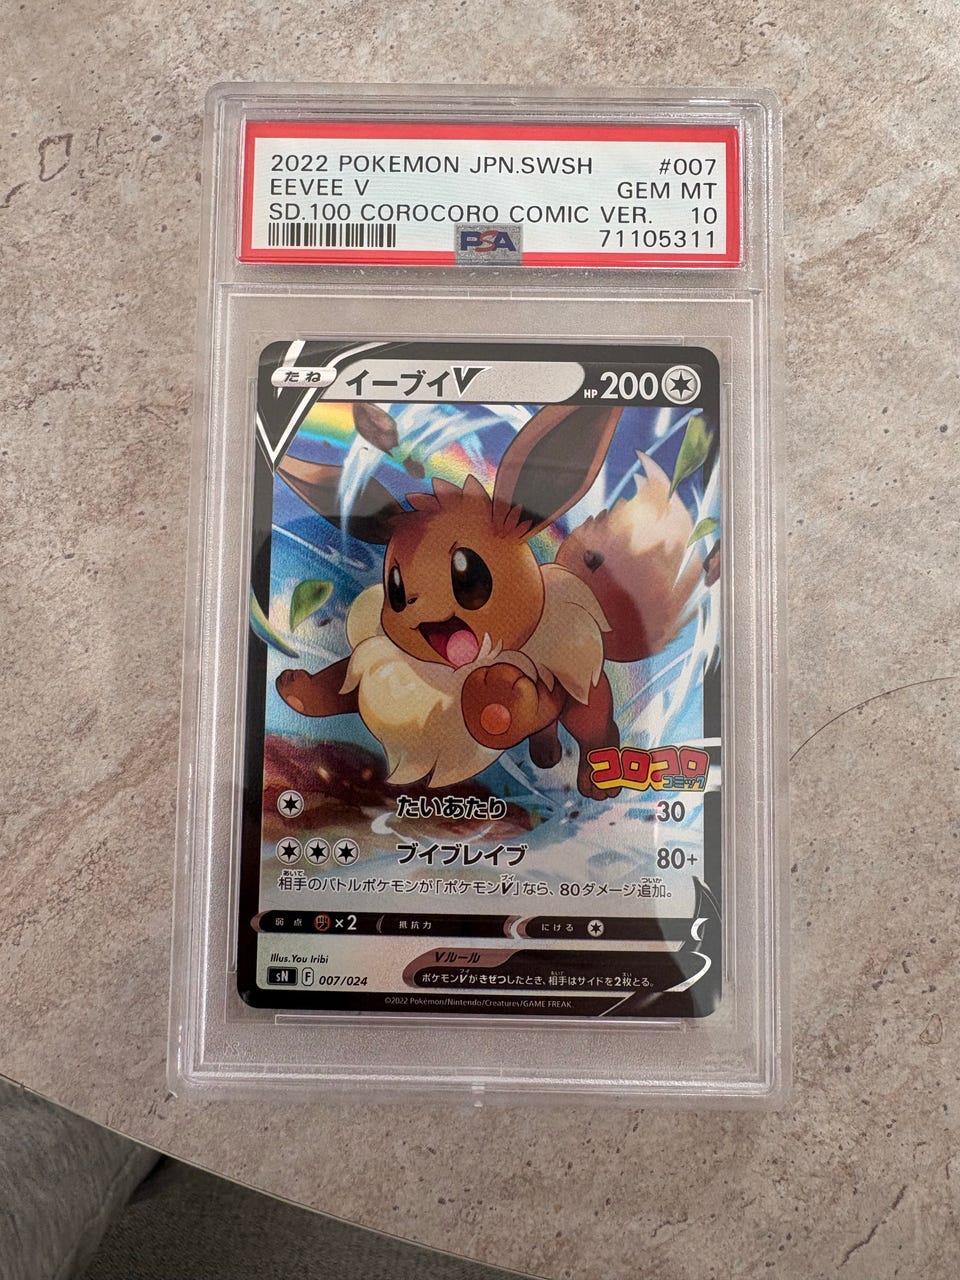 2022 POKEMON JPN.SWSH #007
EEVEE V GEM MT
SD.100 COROCORO COMIC VER. 10
PSA 71105311
たね イーブイV HP 200
コロコロ
コミック
たいあたり 30
ブイブレイブ 80+
相手のバトルポケモンが「ポケモンV」なら、80ダメージ追加。
弱点 ×2 抵抗力 にげる
Illus.You Iribi Vルール
sN F 007/024 ポケモンVがきぜつしたとき、相手はサイドを2枚とる。
©2022 Pokémon/Nintendo/Creatures/GAME FREAK.